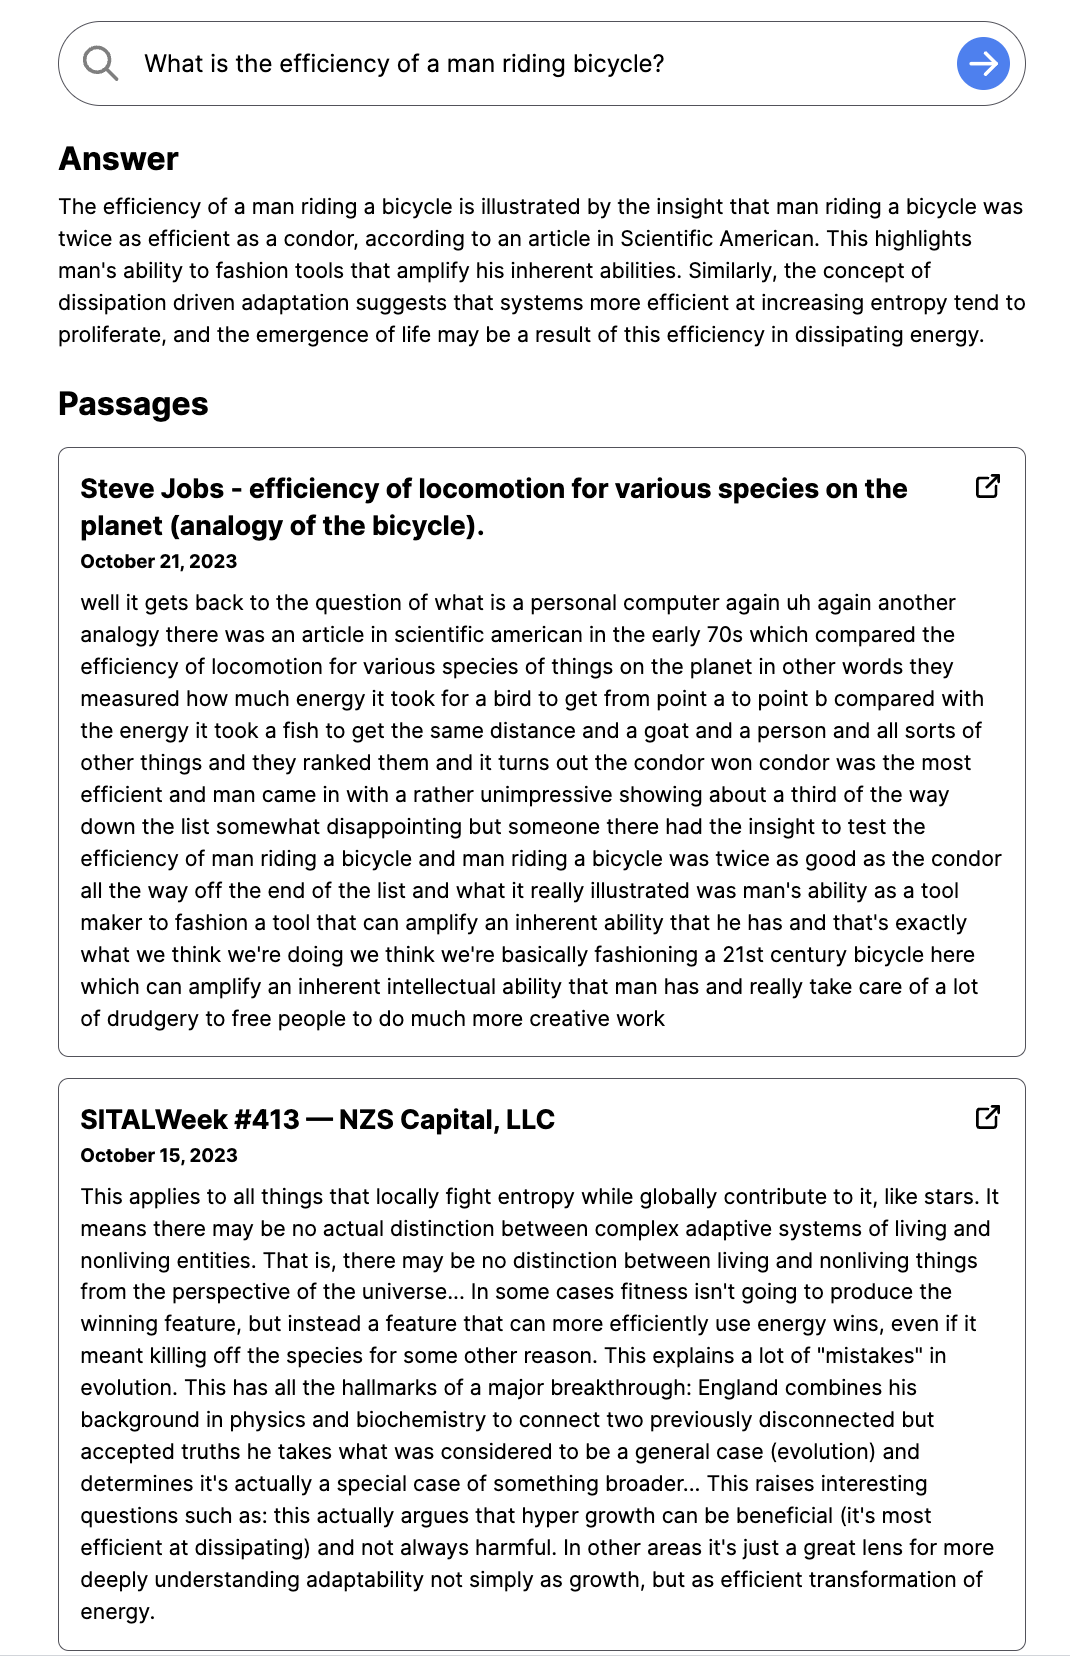 What is the efficiency of a man riding bicycle?
Answer
The efficiency of a man riding a bicycle is illustrated by the insight that man riding a bicycle was
twice as efficient as a condor, according to an article in Scientific American. This highlights
man's ability to fashion tools that amplify his inherent abilities. Similarly, the concept of
dissipation driven adaptation suggests that systems more efficient at increasing entropy tend to
proliferate, and the emergence of life may be a result of this efficiency in dissipating energy.
Passages
Steve Jobs - efficiency of locomotion for various species on the
planet (analogy of the bicycle).
October 21, 2023
well it gets back to the question of what is a personal computer again uh again another
analogy there was an article in scientific american in the early 70s which compared the
efficiency of locomotion for various species of things on the planet in other words they
measured how much energy it took for a bird to get from point a to point b compared with
the energy it took a fish to get the same distance and a goat and a person and all sorts of
other things and they ranked them and it turns out the condor won condor was the most
efficient and man came in with a rather unimpressive showing about a third of the way
down the list somewhat disappointing but someone there had the insight to test the
efficiency of man riding a bicycle and man riding a bicycle was twice as good as the condor
all the way off the end of the list and what it really illustrated was man's ability as a tool
maker to fashion a tool that can amplify an inherent ability that he has and that's exactly
what we think we're doing we think we're basically fashioning a 21st century bicycle here
which can amplify an inherent intellectual ability that man has and really take care of a lot
of drudgery to free people to do much more creative work
SITALWeek #413 — NZS Capital, LLC
October 15, 2023
This applies to all things that locally fight entropy while globally contribute to it, like stars. It
means there may be no actual distinction between complex adaptive systems of living and
nonliving entities. That is, there may be no distinction between living and nonliving things
from the perspective of the universe... In some cases fitness isn't going to produce the
winning feature, but instead a feature that can more efficiently use energy wins, even if it
meant killing off the species for some other reason. This explains a lot of "mistakes" in
evolution. This has all the hallmarks of a major breakthrough: England combines his
background in physics and biochemistry to connect two previously disconnected but
accepted truths he takes what was considered to be a general case (evolution) and
determines it's actually a special case of something broader... This raises interesting
questions such as: this actually argues that hyper growth can be beneficial (it's most
efficient at dissipating) and not always harmful. In other areas it's just a great lens for more
deeply understanding adaptability not simply as growth, but as efficient transformation of
energy.